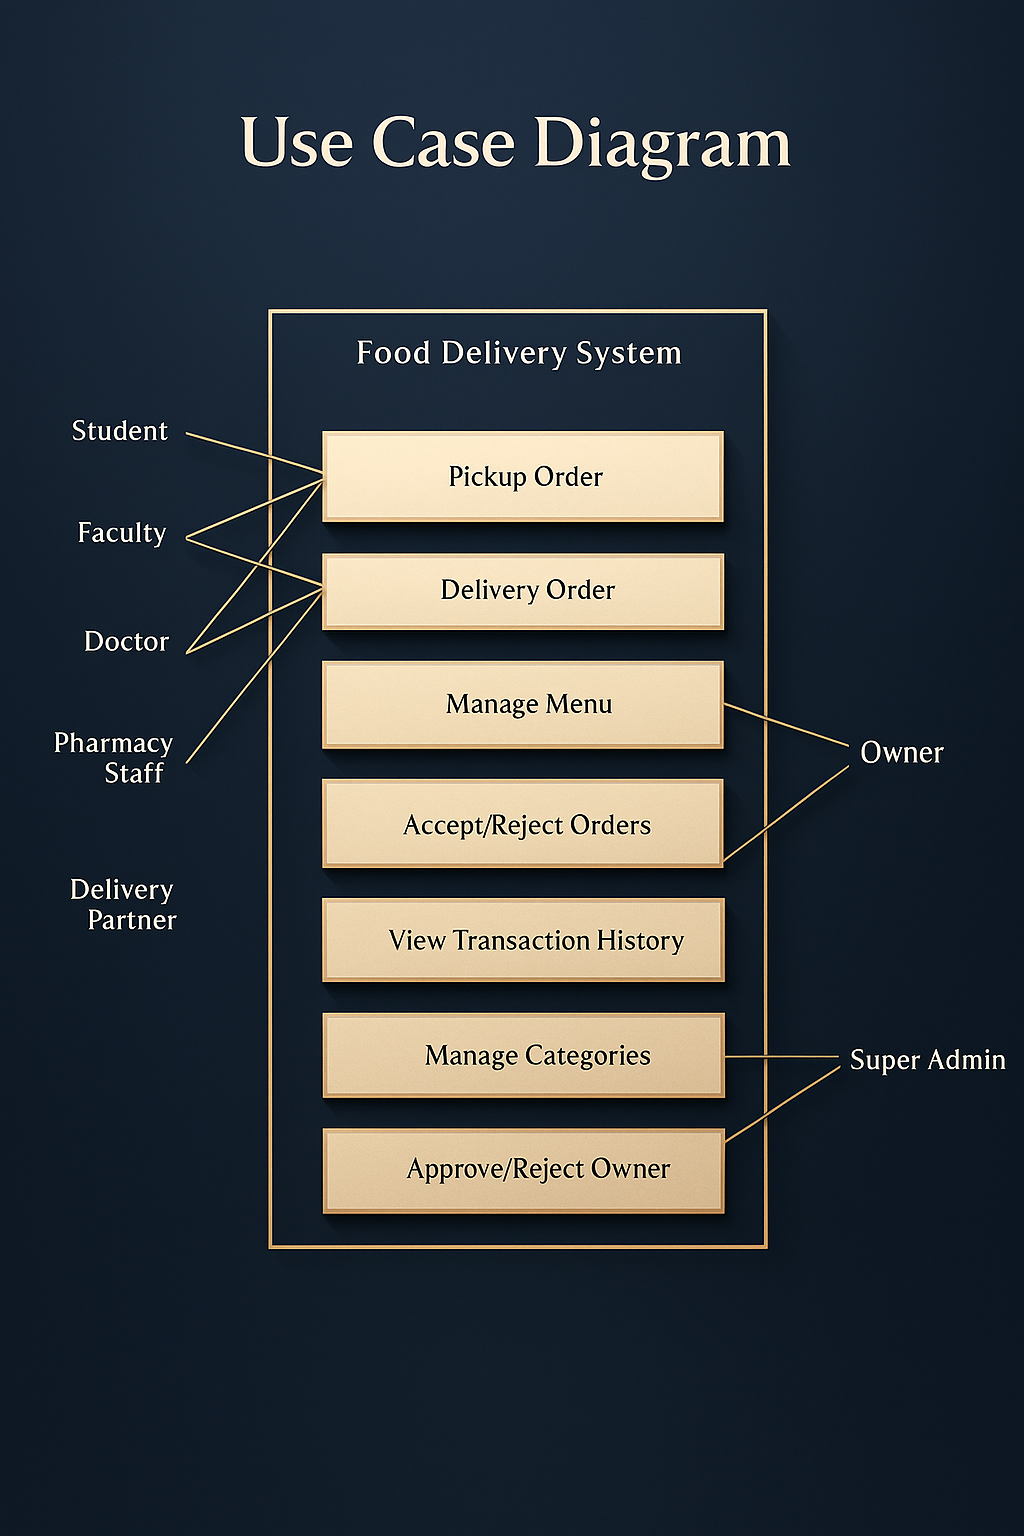 Use Case Diagram
Food Delivery System
Student
Faculty
Doctor
Pharmacy
Staff
Delivery
Partner
Pickup Order
Delivery Order
Manage Menu
Accept/Reject Orders
View Transaction History
Manage Categories
Approve/Reject Owner
Owner
Super Admin